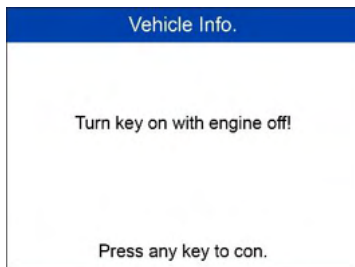 Vehicle Info.
Turn key on with engine off!
Press any key to con.